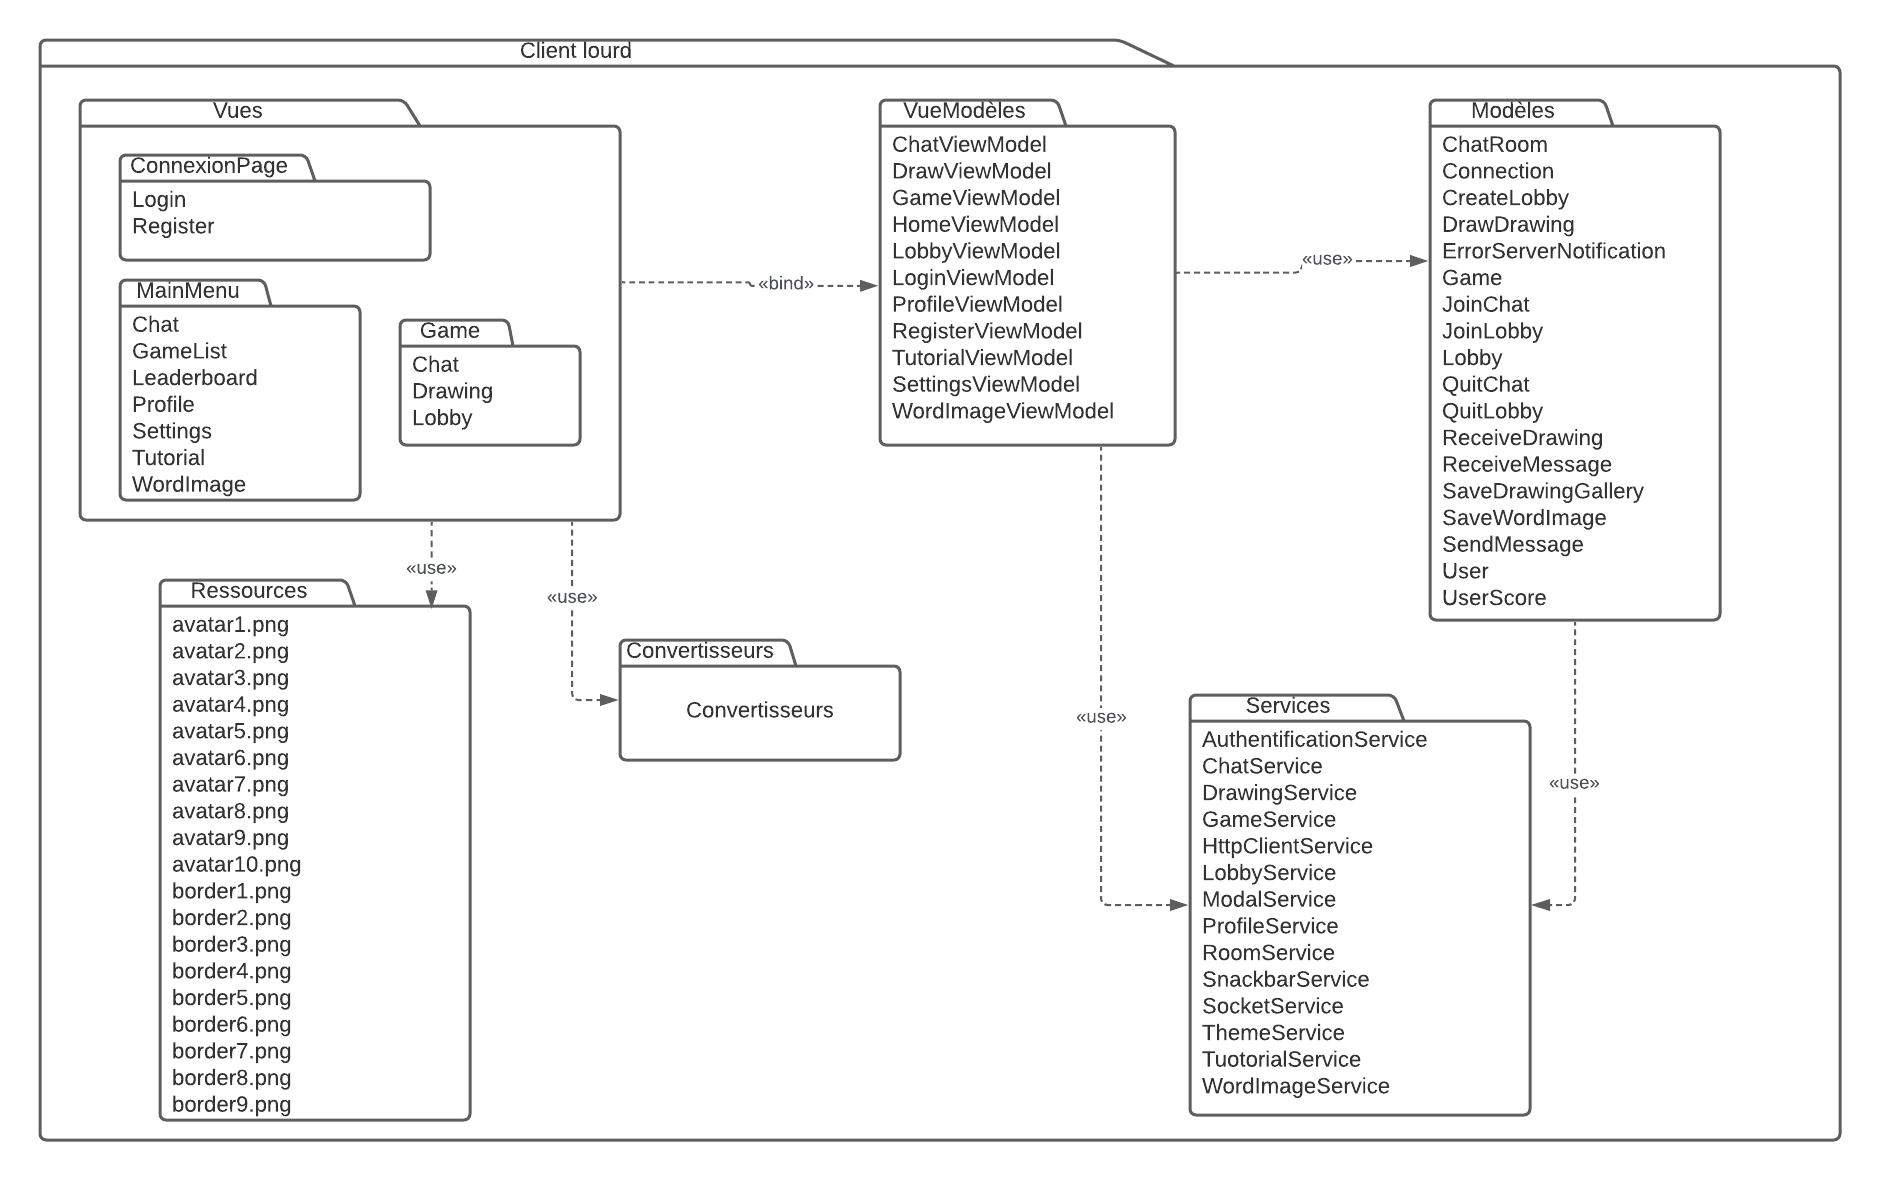 Client lourd
Vues
ConnexionPage
Login
Register
MainMenu
Chat
GameList
Leaderboard
Profile
Settings
Tutorial
WordImage
Game
Chat
Drawing
Lobby
«bind»
VueModèles
ChatViewModel
DrawViewModel
GameViewModel
HomeViewModel
LobbyViewModel
LoginViewModel
ProfileViewModel
RegisterViewModel
TutorialViewModel
SettingsViewModel
WordImageViewModel
«use»
Modèles
ChatRoom
Connection
CreateLobby
DrawDrawing
ErrorServerNotification
Game
JoinChat
JoinLobby
Lobby
QuitChat
QuitLobby
ReceiveDrawing
ReceiveMessage
SaveDrawingGallery
SaveWordImage
SendMessage
User
UserScore
«use»
«use»
Ressources
avatar1.png
avatar2.png
avatar3.png
avatar4.png
avatar5.png
avatar6.png
avatar7.png
avatar8.png
avatar9.png
avatar10.png
border1.png
border2.png
border3.png
border4.png
border5.png
border6.png
border7.png
border8.png
border9.png
Convertisseurs
Convertisseurs
«use»
«use»
Services
AuthentificationService
ChatService
DrawingService
GameService
HttpClientService
LobbyService
ModalService
ProfileService
RoomService
SnackbarService
SocketService
ThemeService
TuotorialService
WordImageService